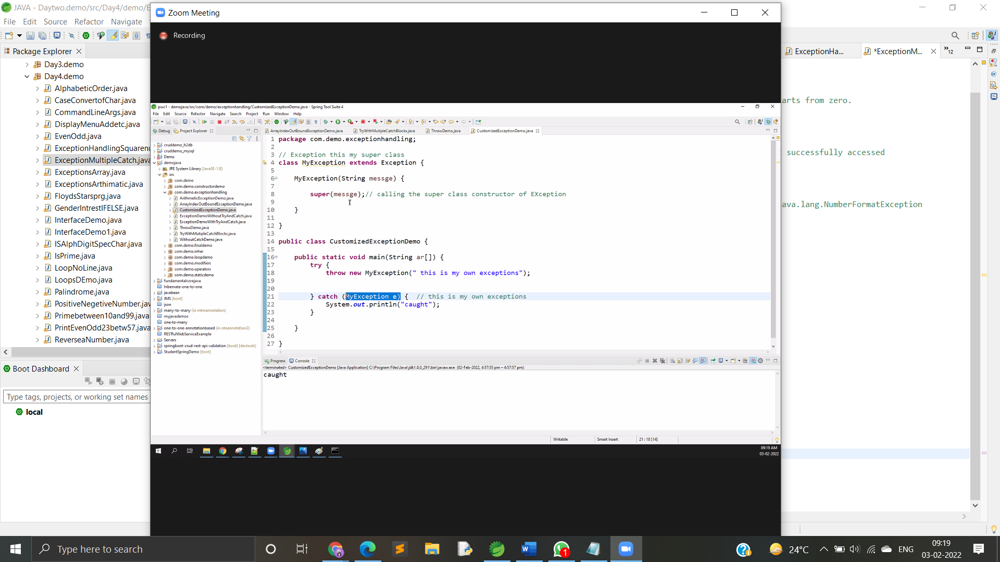 JAVA - Daytwo.demo/src/Day4/demo/E
File Edit Source Refactor Navigate
Package Explorer
Day3.demo
Day4.demo
AlphabeticOrder.java
CaseConvertofChar.java
CommandLineArgs.java
DisplayMenuAddetc.java
EvenOdd.java
ExceptionHandlingSquarenu
ExceptionMultipleCatch.java
ExceptionsArray.java
ExceptionsArthimatic.java
FloydsStarsprg.java
GenderIntrestIFELSE.java
InterfaceDemo.java
InterfaceDemo1.java
ISAlphDigitSpecChar.java
IsPrime.java
LoopNoLine.java
LoopsDEmo.java
Palindrome.java
PositiveNegetiveNumber.jav
Primebetween10and99.java
PrintEvenOdd23betw57.java
ReverseaNumber.java
Boot Dashboard
Type tags, projects, or working set names
local
Zoom Meeting
Recording
pwc1 - demojava/src/com/demo/exceptionhandling/CustomizedExceptionDemo.java - Spring Tool Suite 4
File Edit Source Refactor Navigate Search Project Run Window Help
Debug Project Explorer
cruddemo_h2db
cruddemo_mysql
Demo
demojava
JRE System Library [JavaSE-1.8]
src
com.demo
com.demo.constructordemo
com.demo.exceptionhandling
ArithmeticExceptionDemo.java
ArrayIndexOutBoundExceptionDemo.java
CustomizedExceptionDemo.java
ExceptionDemoWithoutTryAndCatch.java
ExceptionDemoWithTryAndCatch.java
ThrowDemo.java
TryWithMutipleCatchBlocks.java
WithoutCatchDemo.java
com.demo.finaldemo
com.demo.inher
com.demo.loopdemo
com.demo.modifiers
com.demo.operators
com.demo.staticdemo
fundamentalcorejava
hibernate-one-to-one
javabean
JMS [boot]
json
many-to-many (in mtmannotation)
myjavademos
one-to-many
one-to-one-annotationbased (in otoannotation2)
RESTfulWebServiceExample
Servers
springboot-crud-rest-api-validation [boot] [devtools]
StudentSpringDemo [boot]
ArrayIndexOutBoundExceptionDemo.java TryWithMutipleCatchBlocks.java ThrowDemo.java CustomizedExceptionDemo.java
1 package com.demo.exceptionhandling;
2
3 // Exception this my super class
4 class MyException extends Exception {
5
6 MyException(String messge) {
7
8 super(messge);// calling the super class constructor of EXception
9
10 }
11
12 }
13
14 public class CustomizedExceptionDemo {
15
16 public static void main(String ar[]) {
17 try {
18 throw new MyException(" this is my own exceptions");
19
20
21 } catch (MyException e) { // this is my own exceptions
22 System.out.println("caught");
23 }
24
25 }
26
27 }
Progress Console
<terminated> CustomizedExceptionDemo [Java Application] C:\Program Files\Java\jdk1.8.0_291\bin\javaw.exe (02-Feb-2022, 4:57:55 pm – 4:57:57 pm)
caught
Writable Smart Insert 21 : 18 [14]
09:19 AM
03-02-2022
ExceptionHa... *ExceptionM... 12
arts from zero.
successfully accessed
ava.lang.NumberFormatException
Type here to search
1
24°C
ENG
09:19
03-02-2022